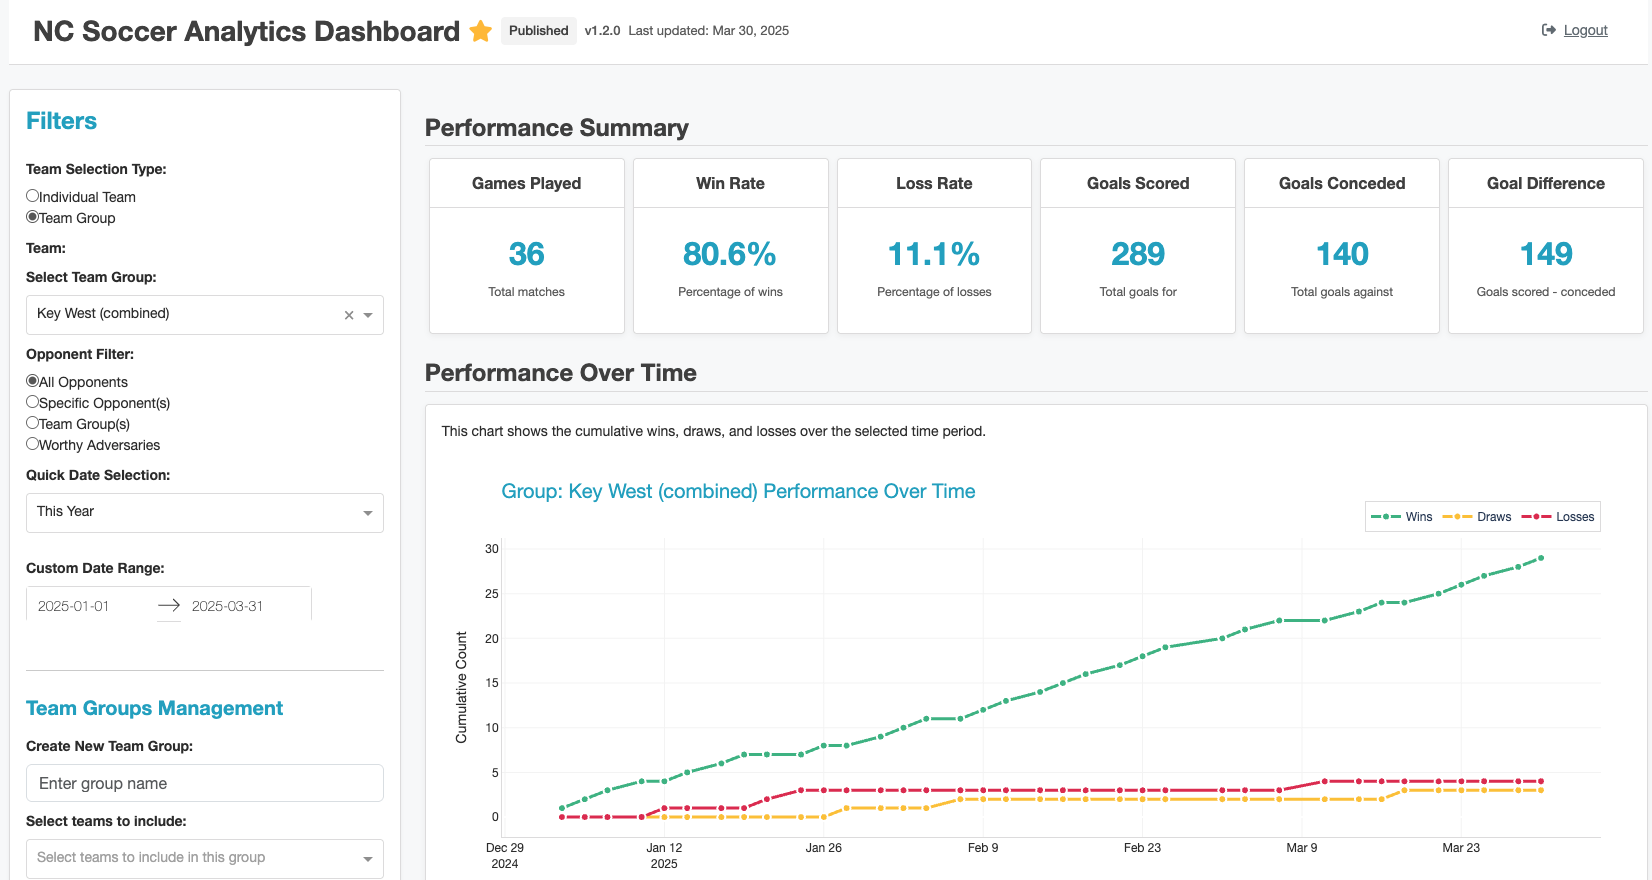 NC Soccer Analytics Dashboard Published v1.2.0 Last updated: Mar 30, 2025 Logout
Filters
Team Selection Type:
Individual Team
Team Group
Team:
Select Team Group:
Key West (combined) ×
Opponent Filter:
All Opponents
Specific Opponent(s)
Team Group(s)
Worthy Adversaries
Quick Date Selection:
This Year
Custom Date Range:
2025-01-01 → 2025-03-31
Team Groups Management
Create New Team Group:
Enter group name
Select teams to include:
Select teams to include in this group
Performance Summary
Games Played
36
Total matches
Win Rate
80.6%
Percentage of wins
Loss Rate
11.1%
Percentage of losses
Goals Scored
289
Total goals for
Goals Conceded
140
Total goals against
Goal Difference
149
Goals scored - conceded
Performance Over Time
This chart shows the cumulative wins, draws, and losses over the selected time period.
Group: Key West (combined) Performance Over Time
Wins Draws Losses
Cumulative Count
30
25
20
15
10
5
0
Dec 29 Jan 12 Jan 26 Feb 9 Feb 23 Mar 9 Mar 23
2024 2025